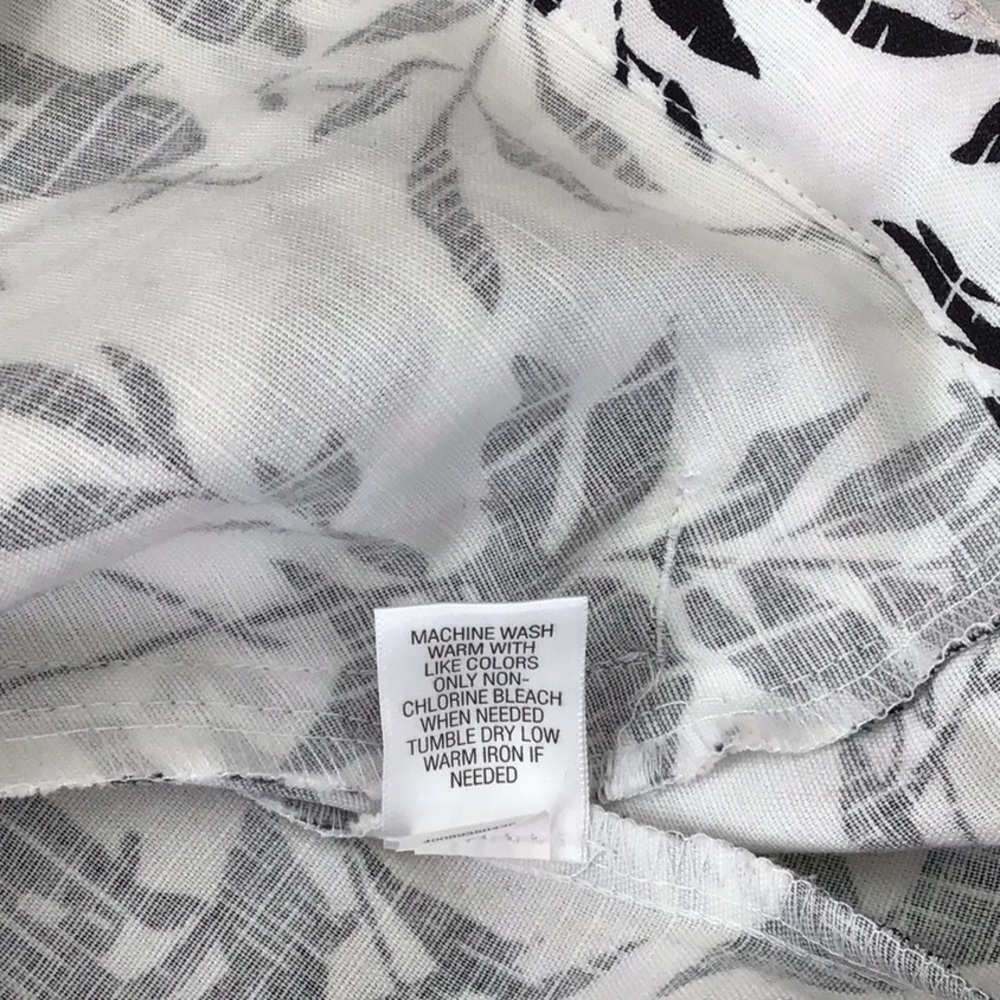 MACHINE WASH
WARM WITH
LIKE COLORS
ONLY NON-
CHLORINE BLEACH
WHEN NEEDED
TUMBLE DRY LOW
WARM IRON IF
NEEDED